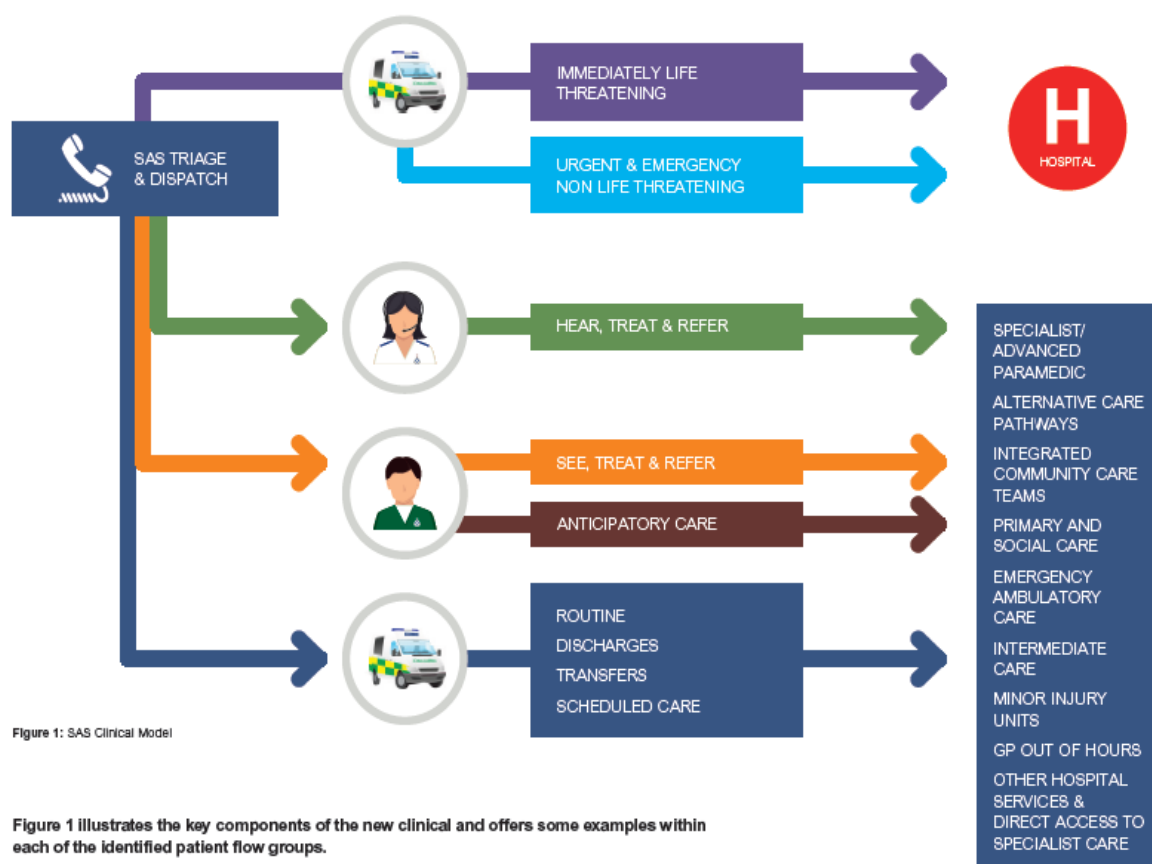 SAS TRIAGE
& DISPATCH
IMMEDIATELY LIFE
THREATENING
URGENT & EMERGENCY
NON LIFE THREATENING
H
HOSPITAL
HEAR, TREAT & REFER
SEE, TREAT & REFER
ANTICIPATORY CARE
ROUTINE
DISCHARGES
TRANSFERS
SCHEDULED CARE
SPECIALIST/
ADVANCED
PARAMEDIC
ALTERNATIVE CARE
PATHWAYS
INTEGRATED
COMMUNITY CARE
TEAMS
PRIMARY AND
SOCIAL CARE
EMERGENCY
AMBULATORY
CARE
INTERMEDIATE
CARE
MINOR INJURY
UNITS
GP OUT OF HOURS
OTHER HOSPITAL
SERVICES &
DIRECT ACCESS TO
SPECIALIST CARE
Figure 1: SAS Clinical Model
Figure 1 illustrates the key components of the new clinical and offers some examples within
each of the identified patient flow groups.